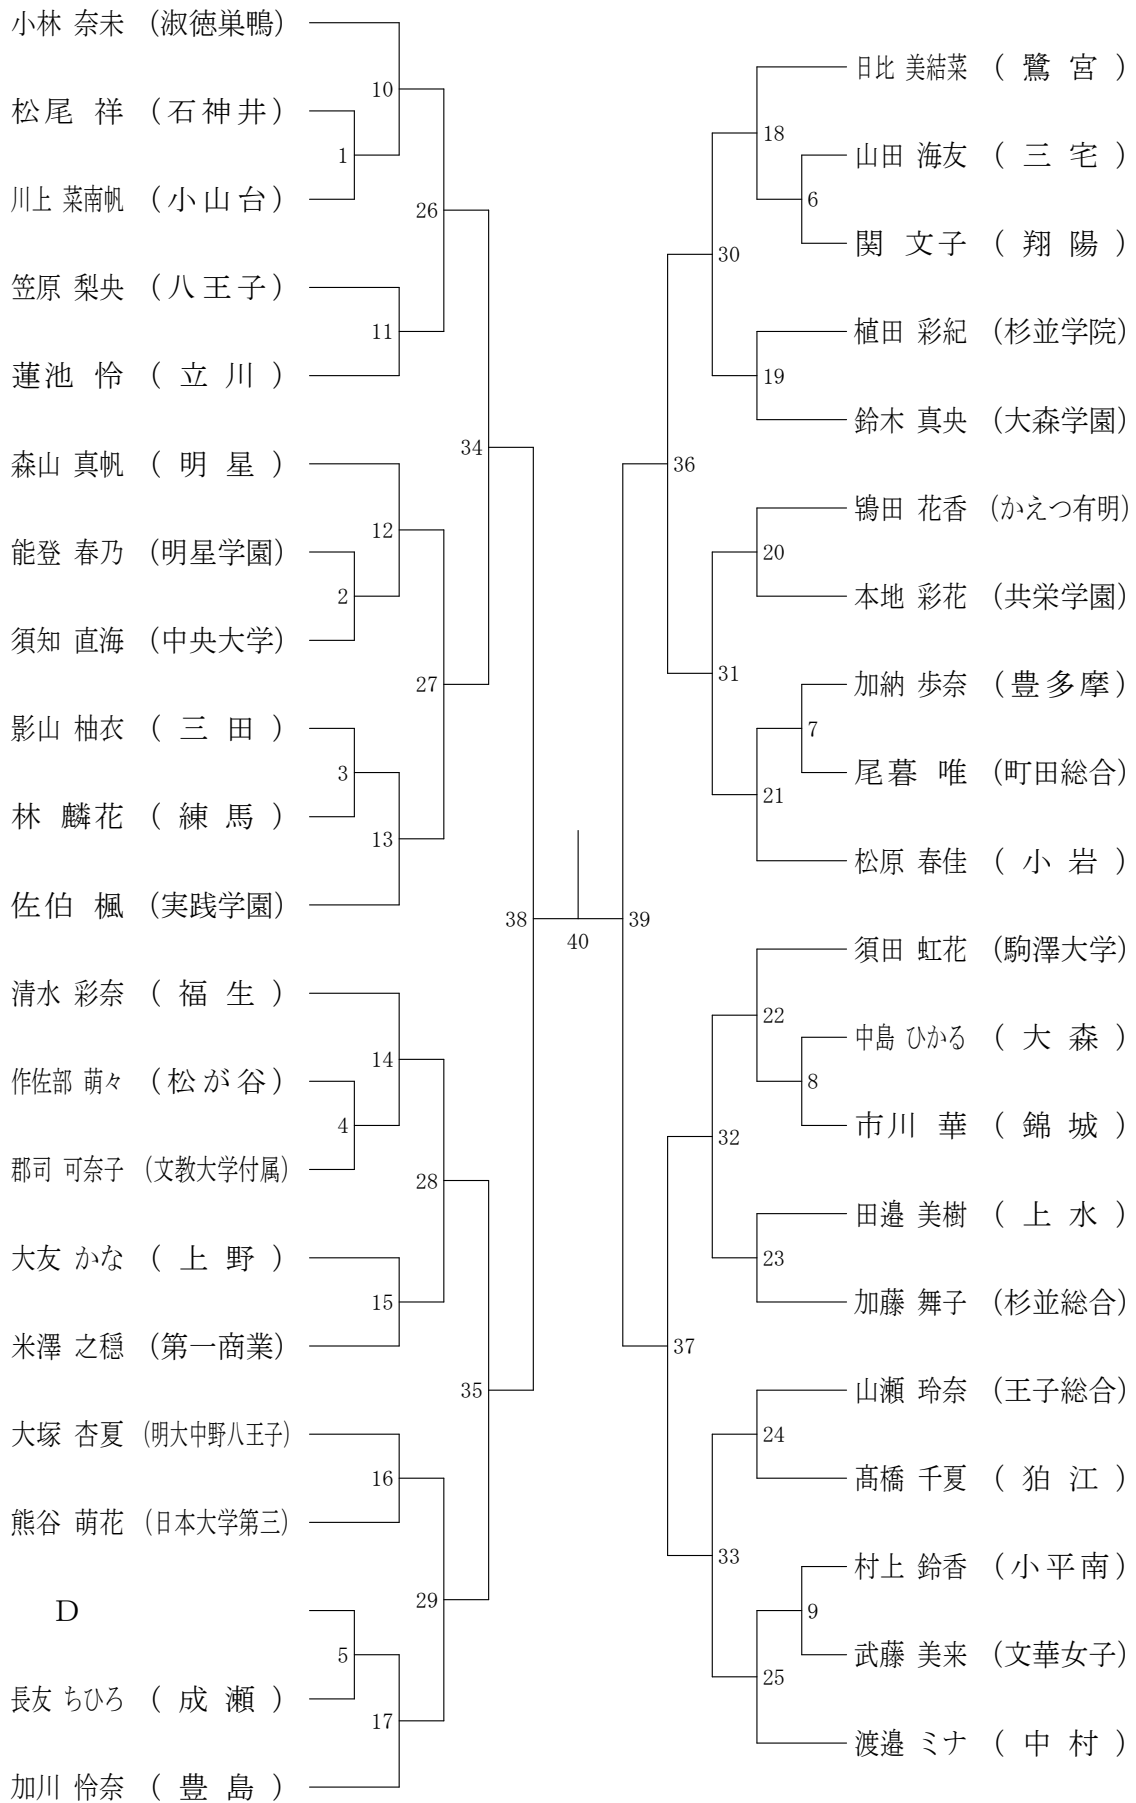 小林 奈未 (淑徳巣鴨)
10
松尾 祥 (石神井)
1
川上 菜南帆 (小山台)
26
笠原 梨央 (八王子)
11
蓮池 怜 (立川)
34
森山 真帆 (明星)
12
能登 春乃 (明星学園)
2
須知 直海 (中央大学)
27
影山 柚衣 (三田)
3
林 麟花 (練馬)
13
佐伯 楓 (実践学園)
38
清水 彩奈 (福生)
14
作佐部 萌々 (松が谷)
4
郡司 可奈子 (文教大学付属)
28
大友 かな (上野)
15
米澤 之穏 (第一商業)
35
大塚 杏夏 (明大中野八王子)
16
熊谷 萌花 (日本大学第三)
29
D
5
長友 ちひろ (成瀬)
17
加川 怜奈 (豊島)
40
日比 美結菜 (鷺宮)
18
山田 海友 (三宅)
6
関 文子 (翔陽)
30
植田 彩紀 (杉並学院)
19
鈴木 真央 (大森学園)
36
鴇田 花香 (かえつ有明)
20
本地 彩花 (共栄学園)
31
加納 歩奈 (豊多摩)
7
尾暮 唯 (町田総合)
21
松原 春佳 (小岩)
39
須田 虹花 (駒澤大学)
22
中島 ひかる (大森)
8
市川 華 (錦城)
32
田邉 美樹 (上水)
23
加藤 舞子 (杉並総合)
37
山瀬 玲奈 (王子総合)
24
髙橋 千夏 (狛江)
33
村上 鈴香 (小平南)
9
武藤 美来 (文華女子)
25
渡邉 ミナ (中村)